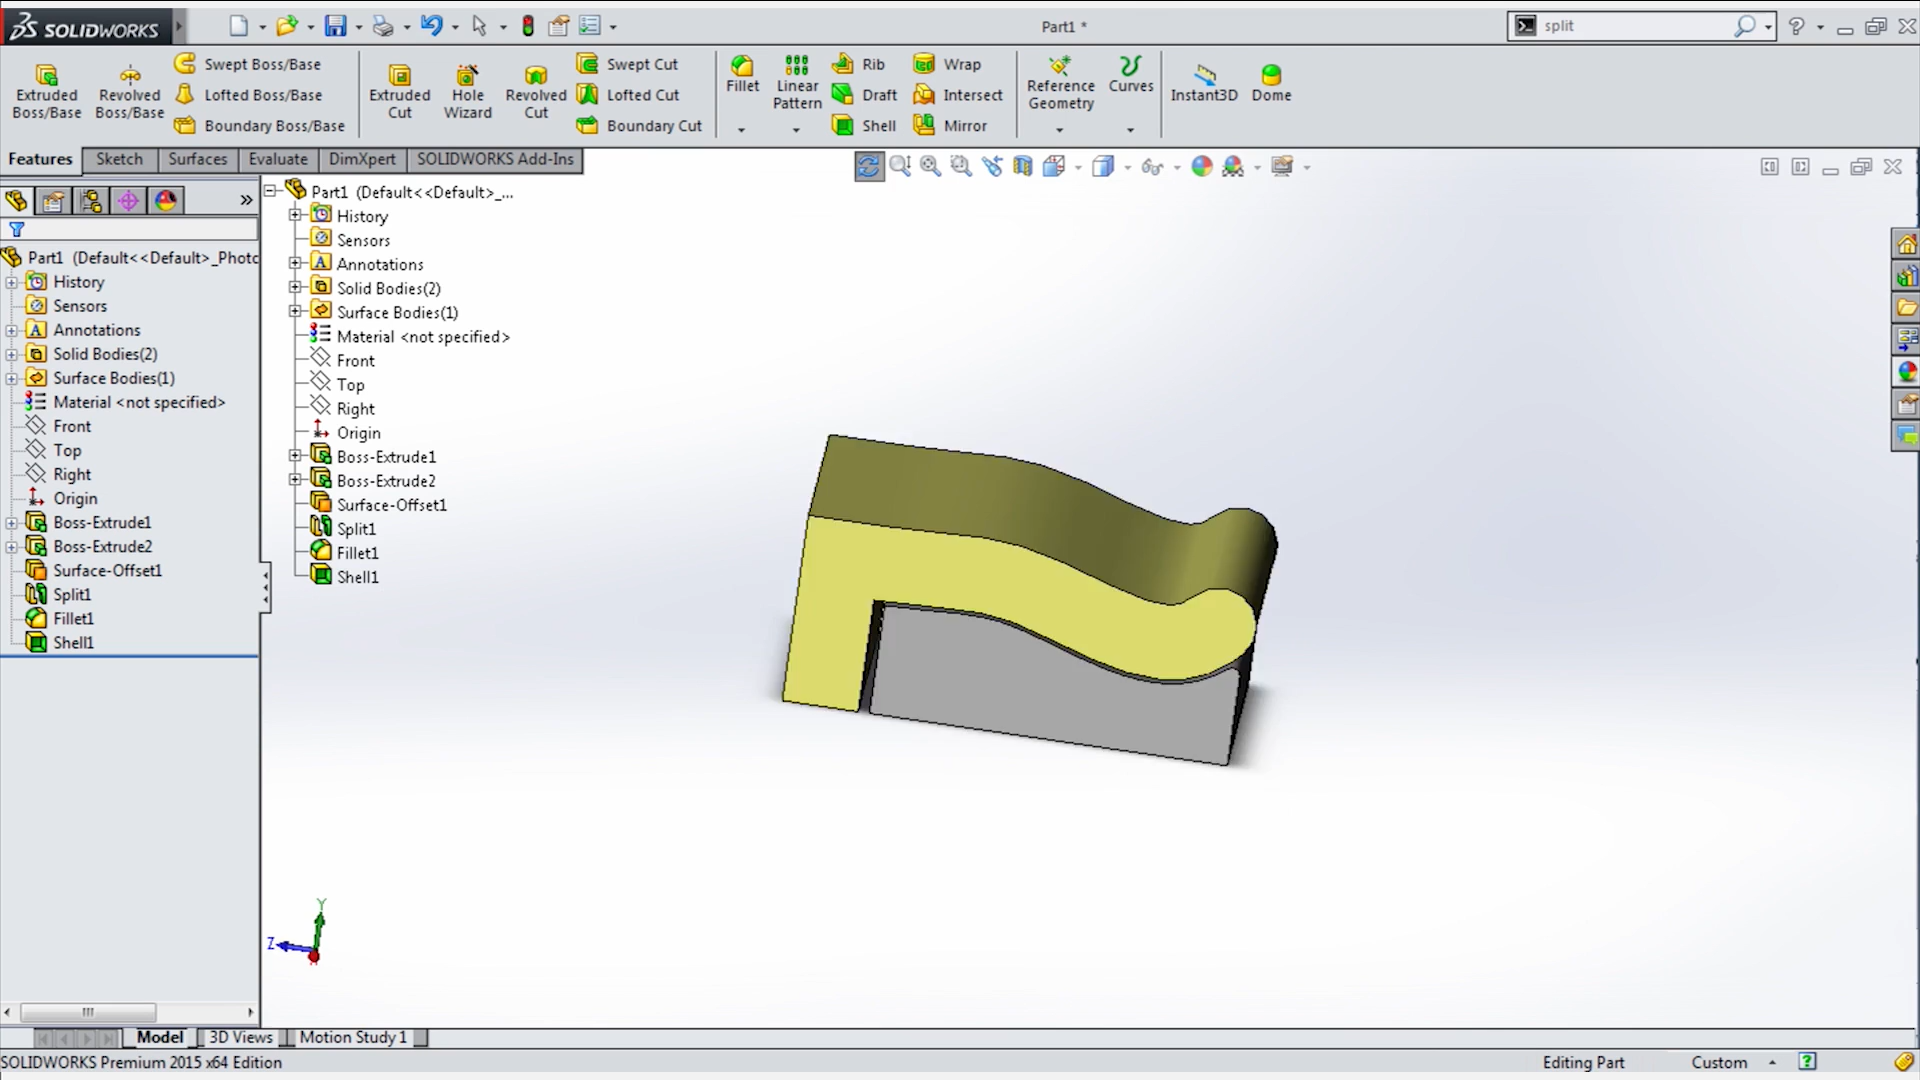 SOLIDWORKS
Part1 *
split
Extruded Boss/Base
Revolved Boss/Base
Swept Boss/Base
Lofted Boss/Base
Boundary Boss/Base
Extruded Cut
Hole Wizard
Revolved Cut
Swept Cut
Lofted Cut
Boundary Cut
Fillet
Linear Pattern
Rib
Draft
Shell
Wrap
Intersect
Mirror
Reference Geometry
Curves
Instant3D
Dome
Features
Sketch
Surfaces
Evaluate
DimXpert
SOLIDWORKS Add-Ins
Part1 (Default<<Default>_Photo
History
Sensors
Annotations
Solid Bodies(2)
Surface Bodies(1)
Material <not specified>
Front
Top
Right
Origin
Boss-Extrude1
Boss-Extrude2
Surface-Offset1
Split1
Fillet1
Shell1
Part1 (Default<<Default>_...
History
Sensors
Annotations
Solid Bodies(2)
Surface Bodies(1)
Material <not specified>
Front
Top
Right
Origin
Boss-Extrude1
Boss-Extrude2
Surface-Offset1
Split1
Fillet1
Shell1
Y
Z
Model
3D Views
Motion Study 1
SOLIDWORKS Premium 2015 x64 Edition
Editing Part
Custom